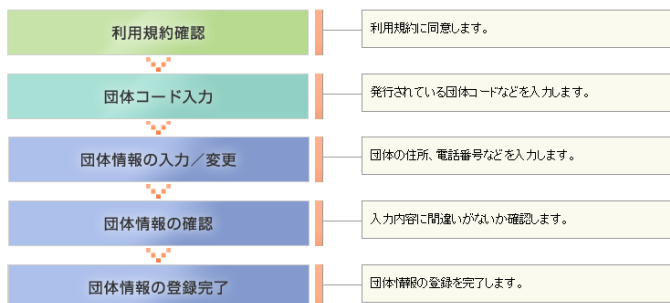 利用規約確認
利用規約に同意します。
団体コード入力
発行されている団体コードなどを入力します。
団体情報の入力／変更
団体の住所、電話番号などを入力します。
団体情報の確認
入力内容に間違いがないか確認します。
団体情報の登録完了
団体情報の登録を完了します。